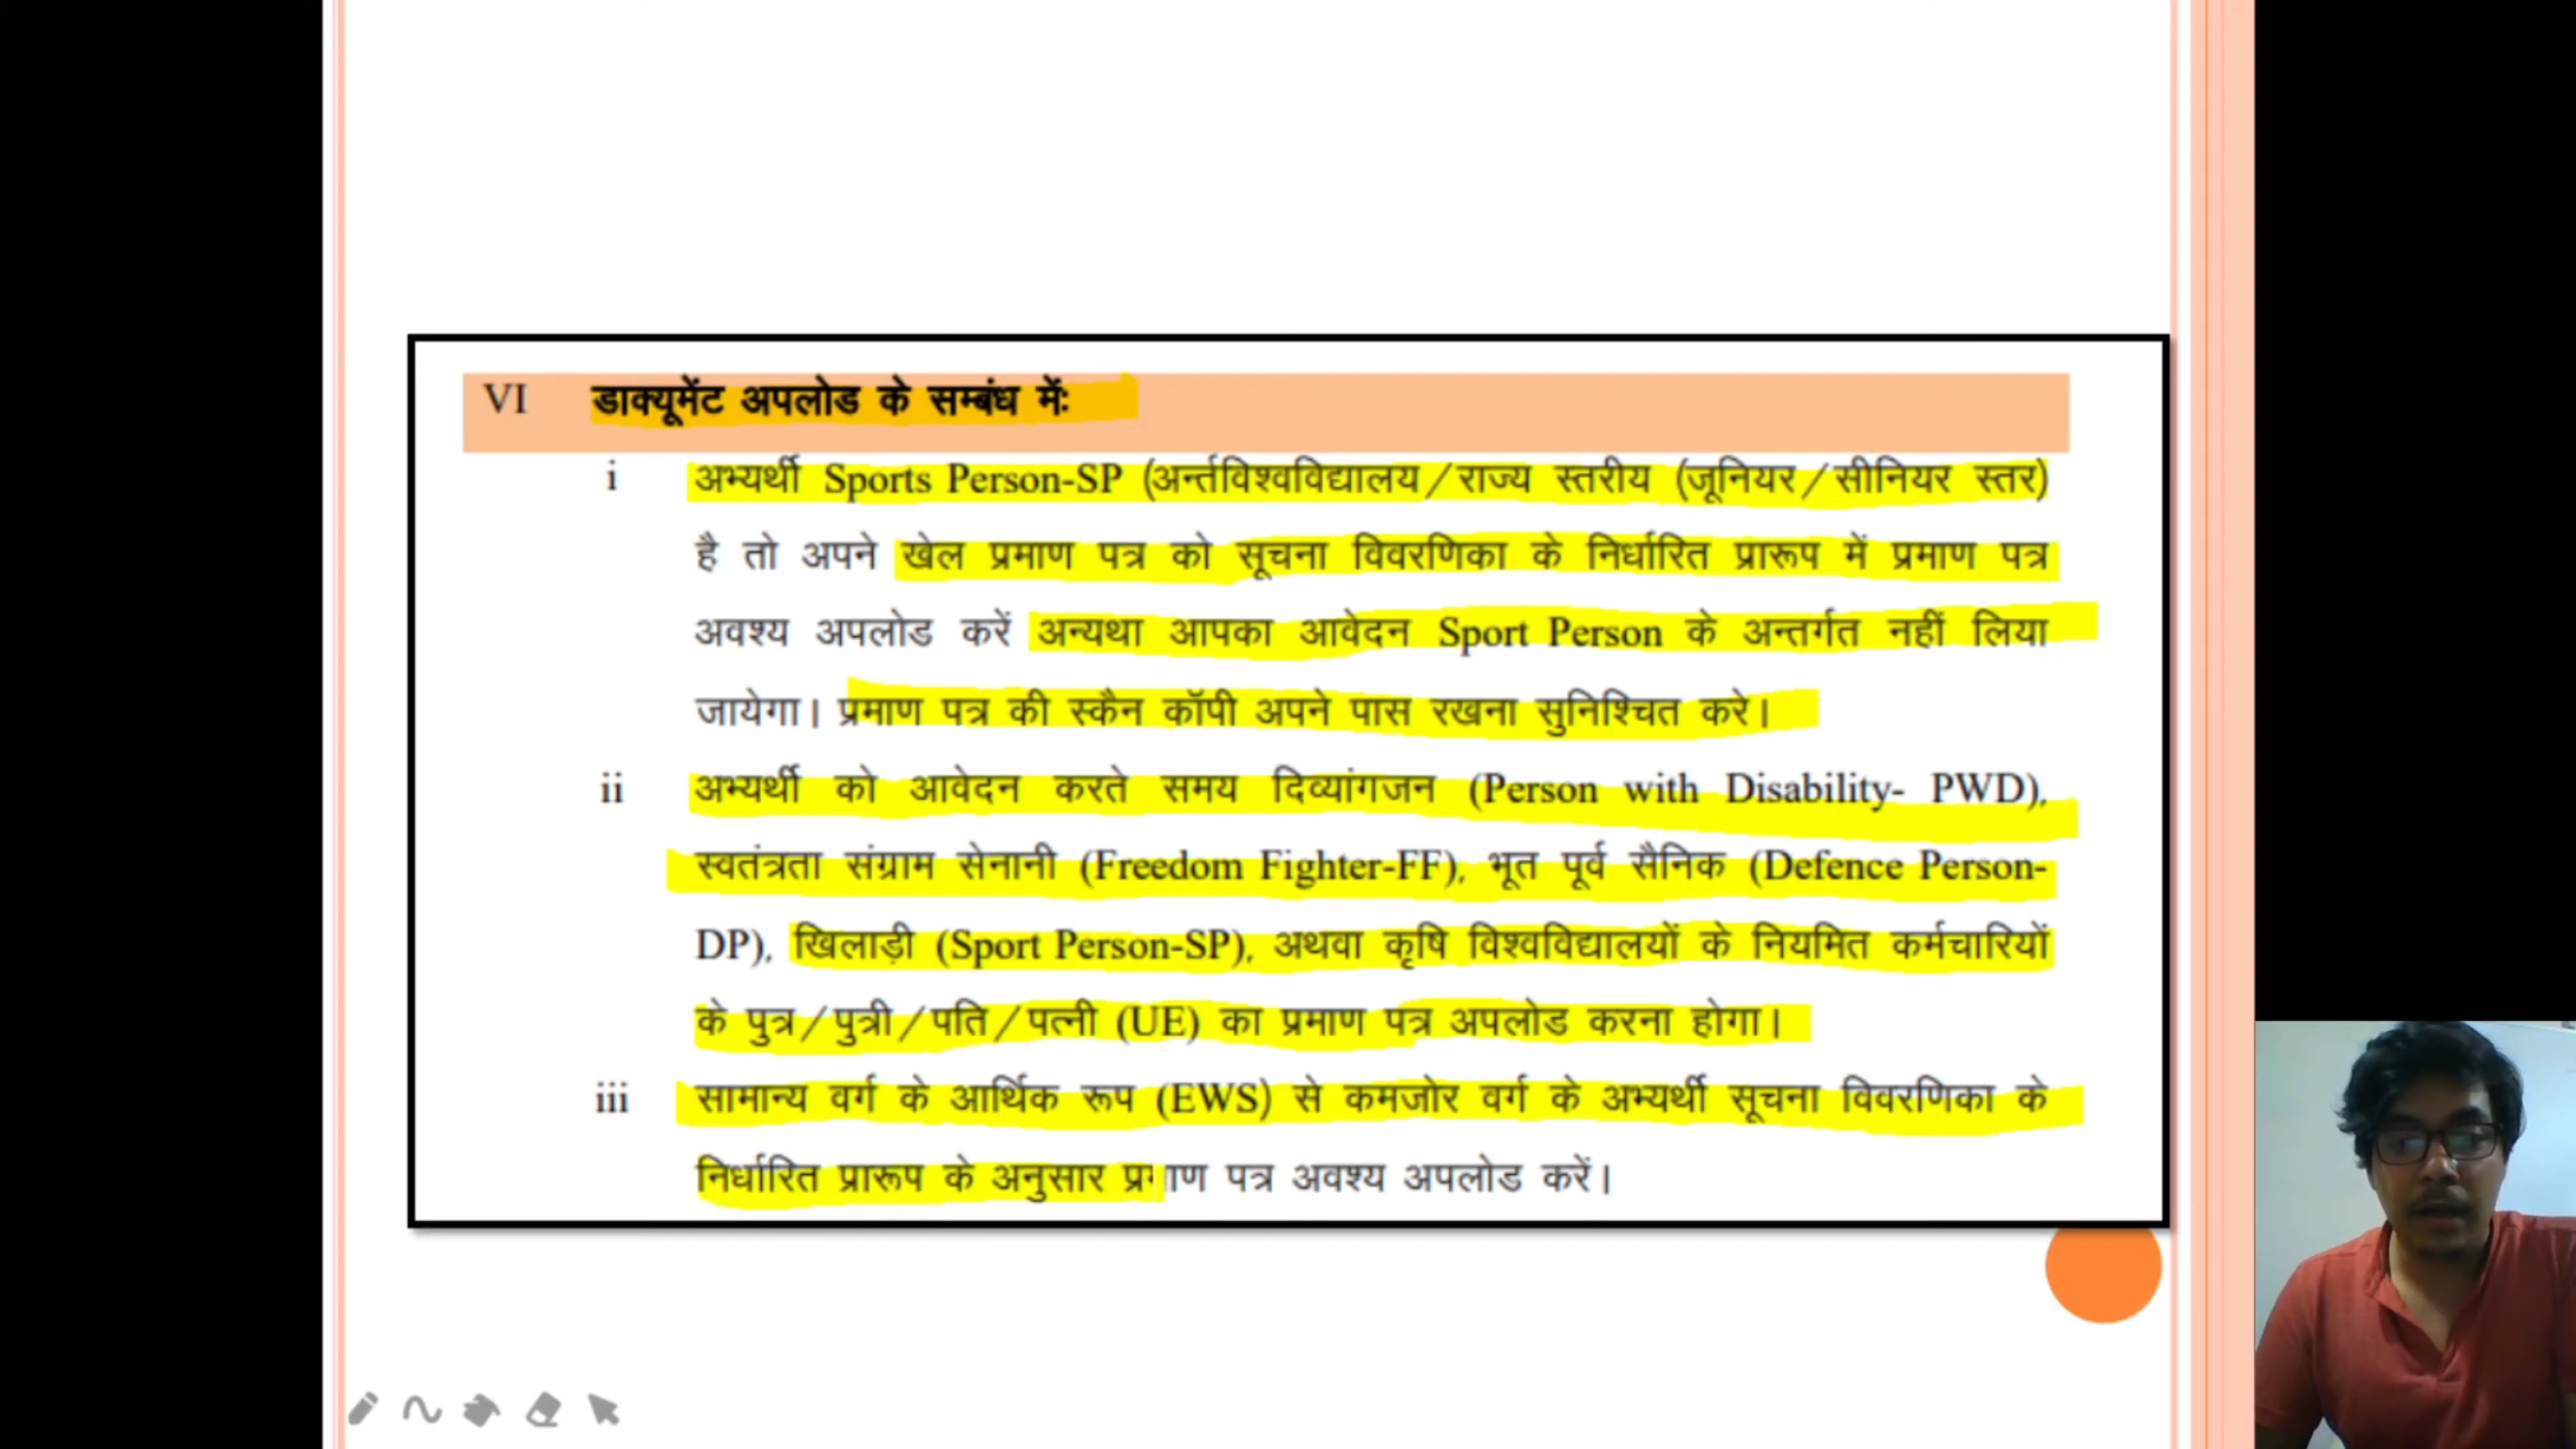 VI डाक्यूमेंट अपलोड के सम्बंध में:
i अभ्यर्थी Sports Person-SP (अर्न्तविश्वविद्यालय/राज्य स्तरीय (जूनियर/सीनियर स्तर)
है तो अपने खेल प्रमाण पत्र को सूचना विवरणिका के निर्धारित प्रारूप में प्रमाण पत्र
अवश्य अपलोड करें अन्यथा आपका आवेदन Sport Person के अन्तर्गत नहीं लिया
जायेगा। प्रमाण पत्र की स्कैन कॉपी अपने पास रखना सुनिश्चित करे।
ii अभ्यर्थी को आवेदन करते समय दिव्यांगजन (Person with Disability- PWD),
स्वतंत्रता संग्राम सेनानी (Freedom Fighter-FF), भूत पूर्व सैनिक (Defence Person-
DP), खिलाड़ी (Sport Person-SP), अथवा कृषि विश्वविद्यालयों के नियमित कर्मचारियों
के पुत्र/पुत्री/पति/पत्नी (UE) का प्रमाण पत्र अपलोड करना होगा।
iii सामान्य वर्ग के आर्थिक रूप (EWS) से कमजोर वर्ग के अभ्यर्थी सूचना विवरणिका के
निर्धारित प्रारूप के अनुसार प्रमाण पत्र अवश्य अपलोड करें।